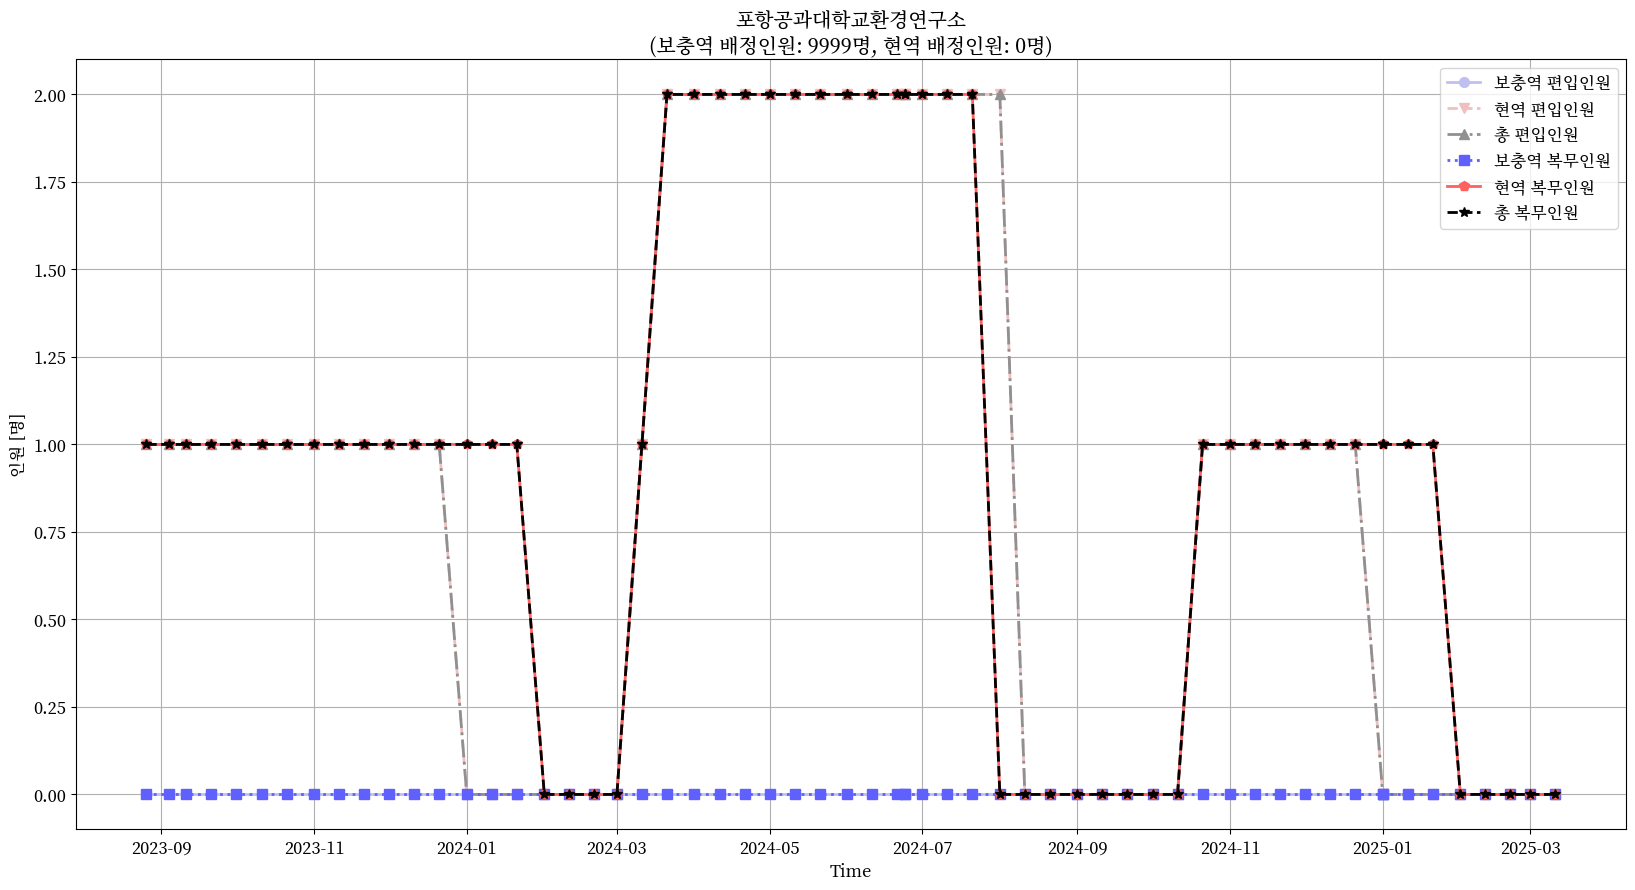 포항공과대학교환경연구소
(보충역 배정인원: 9999명, 현역 배정인원: 0명)
보충역 편입인원
현역 편입인원
총 편입인원
보충역 복무인원
현역 복무인원
총 복무인원
인원 [명]
2.00
1.75
1.50
1.25
1.00
0.75
0.50
0.25
0.00
2023-09
2023-11
2024-01
2024-03
2024-05
2024-07
2024-09
2024-11
2025-01
2025-03
Time